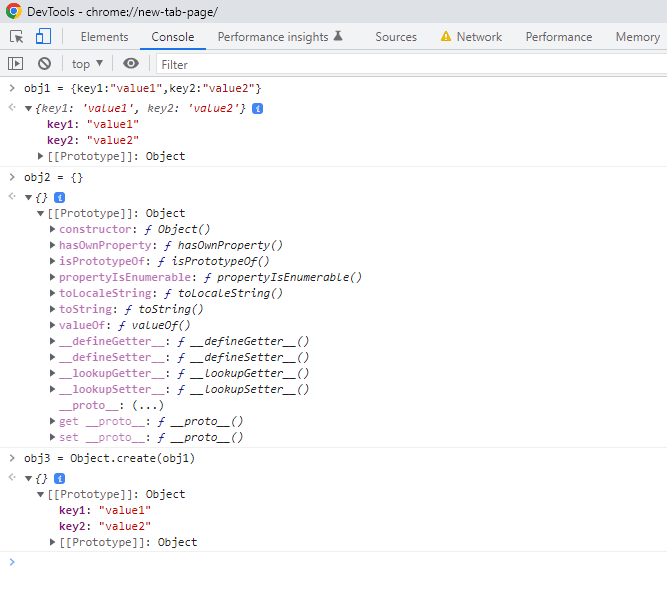 DevTools - chrome://new-tab-page/
Elements Console Performance insights Sources Network Performance Memory
top ▼ Filter
> obj1 = {key1:"value1",key2:"value2"}
<· ▼{key1: 'value1', key2: 'value2'} i
key1: "value1"
key2: "value2"
▶[[Prototype]]: Object
> obj2 = {}
<· ▼{} i
▼[[Prototype]]: Object
▶constructor: ƒ Object()
▶hasOwnProperty: ƒ hasOwnProperty()
▶isPrototypeOf: ƒ isPrototypeOf()
▶propertyIsEnumerable: ƒ propertyIsEnumerable()
▶toLocaleString: ƒ toLocaleString()
▶toString: ƒ toString()
▶valueOf: ƒ valueOf()
▶__defineGetter__: ƒ __defineGetter__()
▶__defineSetter__: ƒ __defineSetter__()
▶__lookupGetter__: ƒ __lookupGetter__()
▶__lookupSetter__: ƒ __lookupSetter__()
__proto__: (...)
▶get __proto__: ƒ __proto__()
▶set __proto__: ƒ __proto__()
> obj3 = Object.create(obj1)
<· ▼{} i
▼[[Prototype]]: Object
key1: "value1"
key2: "value2"
▶[[Prototype]]: Object
>